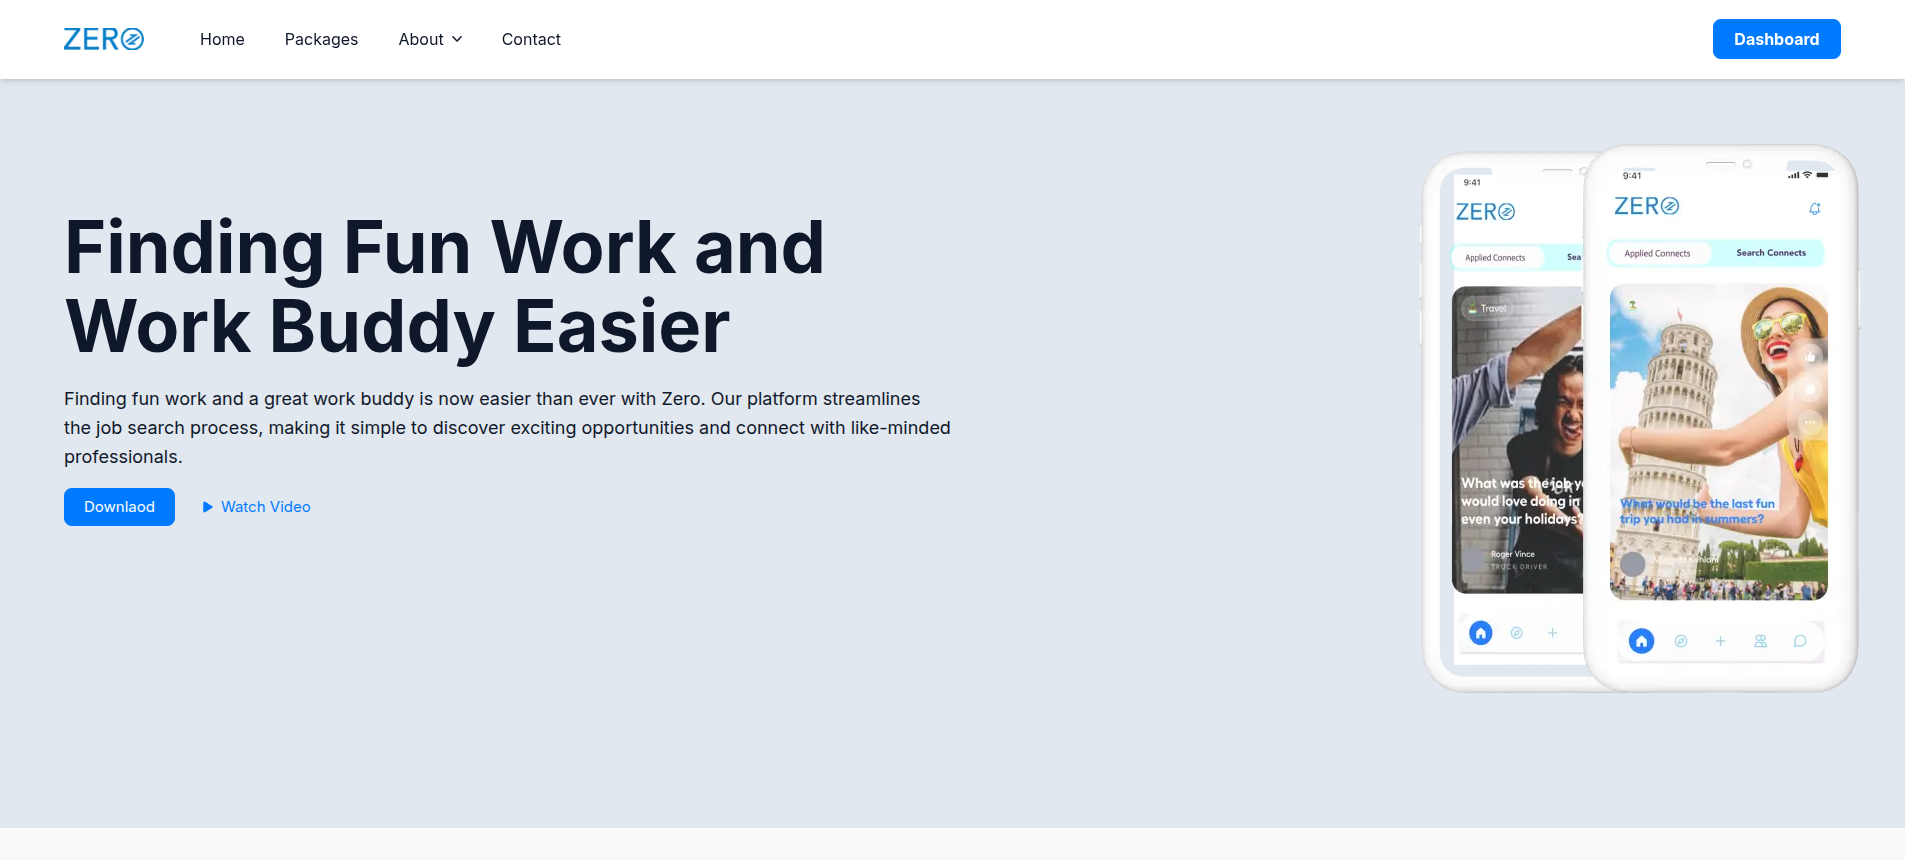 ZERO
Home
Packages
About
Contact
Dashboard
Finding Fun Work and
Work Buddy Easier
Finding fun work and a great work buddy is now easier than ever with Zero. Our platform streamlines
the job search process, making it simple to discover exciting opportunities and connect with like-minded
professionals.
Downlaod
Watch Video
9:41
ZERO
Applied Connects
Sea
Travel
What was the job yo
would love doing in
even your holidays?
Roger Vince
TRUCK DRIVER
9:41
ZERO
Applied Connects
Search Connects
What would be the last fun
trip you had in summers?